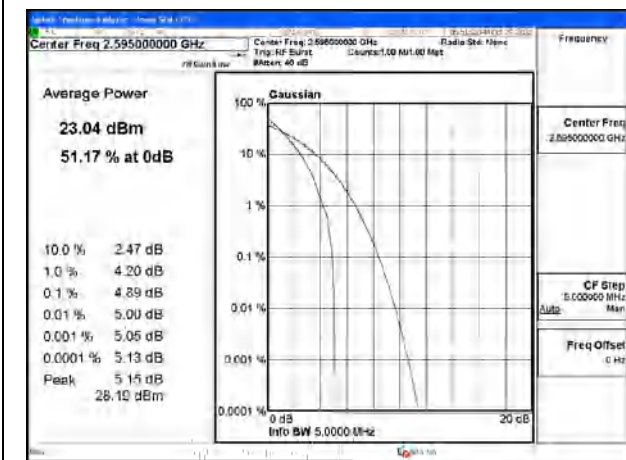 Center Freq 2.595000000 GHz
Center Freq: 2.595000000 GHz
Radio Std: None
Trig: RF Burst
Counts:1.00 M/1.00 Mpt
#Atten: 40 dB
Frequency
Average Power
23.04 dBm
51.17 % at 0dB
10.0 % 2.47 dB
1.0 % 4.20 dB
0.1 % 4.89 dB
0.01 % 5.00 dB
0.001 % 5.05 dB
0.0001 % 5.13 dB
Peak 5.15 dB
28.19 dBm
Gaussian
100 %
10 %
1 %
0.1 %
0.01 %
0.001 %
0.0001 %
0 dB
20 dB
Info BW 5.0000 MHz
Center Freq
2.595000000 GHz
CF Step
5.000000 MHz
Auto Man
Freq Offset
0 Hz